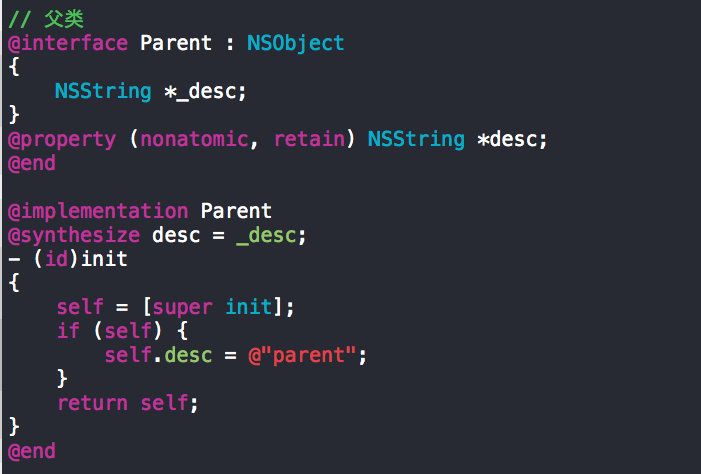 // 父类
@interface Parent : NSObject
{
    NSString *_desc;
}
@property (nonatomic, retain) NSString *desc;
@end

@implementation Parent
@synthesize desc = _desc;
- (id)init
{
    self = [super init];
    if (self) {
        self.desc = @"parent";
    }
    return self;
}
@end